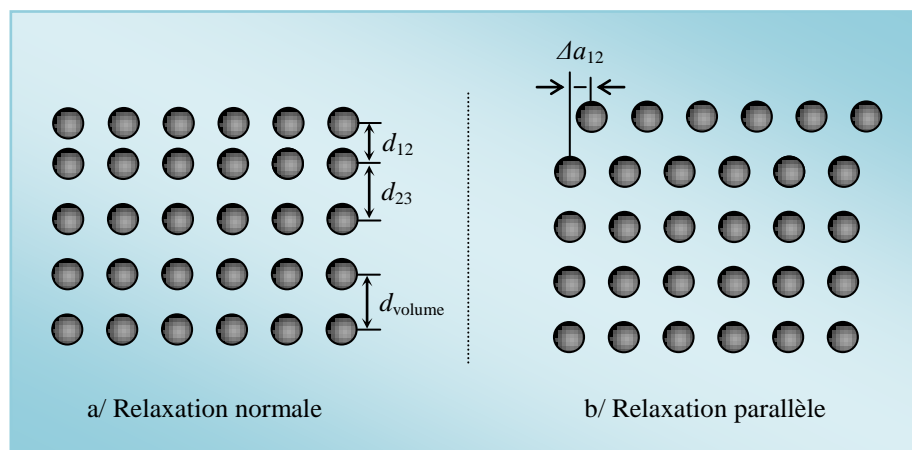 Δa12
d12
d23
dvolume
a/ Relaxation normale
b/ Relaxation parallèle